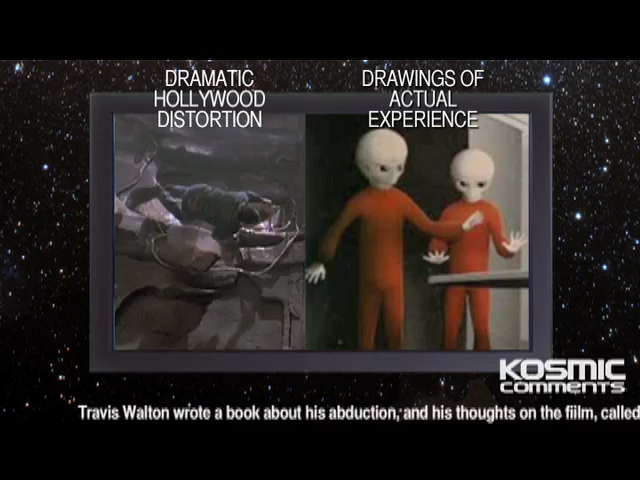 DRAMATIC
HOLLYWOOD
DISTORTION
DRAWINGS OF
ACTUAL
EXPERIENCE
KOSMIC
COMMENTS
Travis Walton wrote a book about his abduction, and his thoughts on the fiilm, called